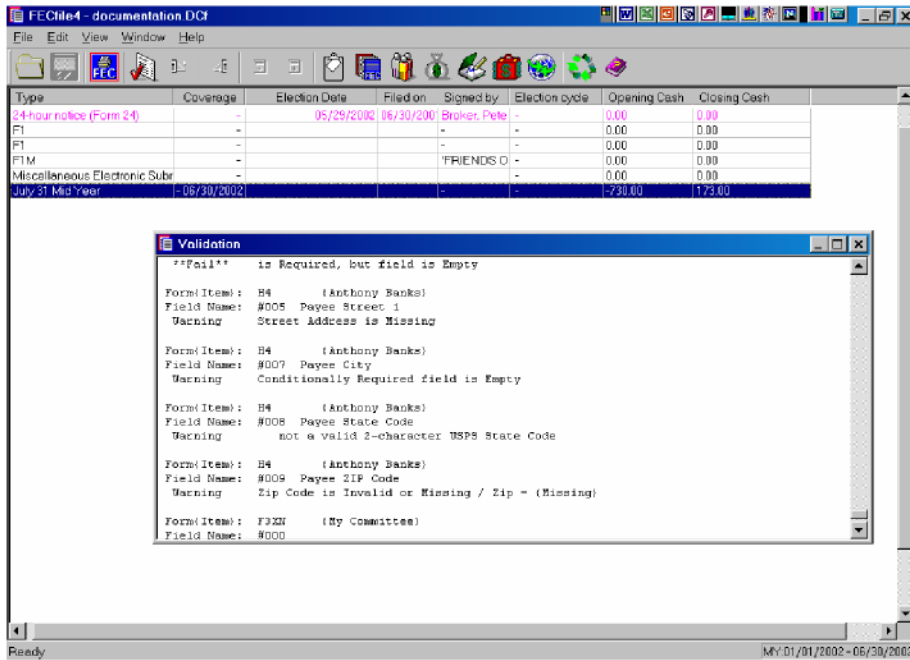 FECfile4 - documentation.DCf
File Edit View Window Help
FEC
FEC
Type Coverage Election Date Filed on Signed by Election cycle Opening Cash Closing Cash
24-hour notice (Form 24) - 05/29/2002 06/30/200 Broker, Pete - 0.00 0.00
F1 - - - 0.00 0.00
F1 - - - 0.00 0.00
F1M - 'FRIENDS O - 0.00 0.00
Miscellaneous Electronic Subr - - - 0.00 0.00
July 31 Mid Year - 06/30/2002 - - -730.00 173.00
Validation
**Fail** is Required, but field is Empty
Form{Item}: H4 {Anthony Banks}
Field Name: #005 Payee Street 1
Warning Street Address is Missing
Form{Item}: H4 {Anthony Banks}
Field Name: #007 Payee City
Warning Conditionally Required field is Empty
Form{Item}: H4 {Anthony Banks}
Field Name: #008 Payee State Code
Warning not a valid 2-character USPS State Code
Form{Item}: H4 {Anthony Banks}
Field Name: #009 Payee ZIP Code
Warning Zip Code is Invalid or Missing / Zip = {Missing}
Form{Item}: F3XN {My Committee}
Field Name: #000
Ready MY:01/01/2002-06/30/2002